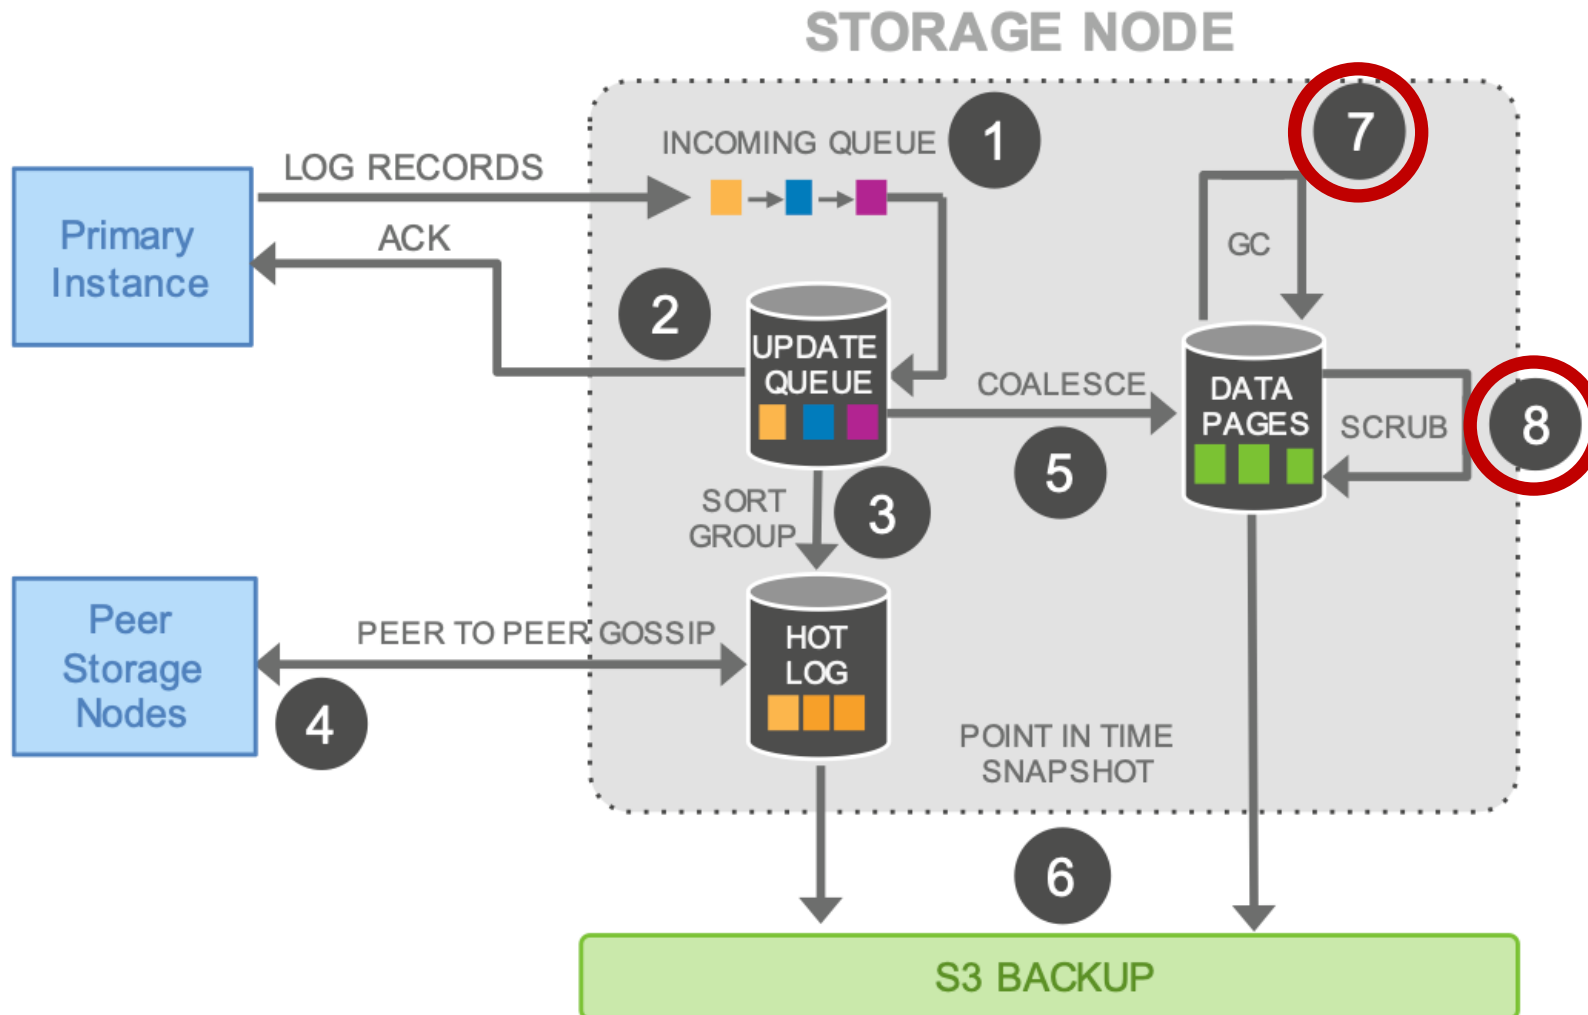 STORAGE NODE
7
1
INCOMING QUEUE
LOG RECORDS
Primary
Instance
ACK
GC
2
UPDATE
QUEUE
COALESCE
DATA
PAGES
SCRUB
8
5
SORT
GROUP
3
Peer
Storage
Nodes
PEER TO PEER GOSSIP
HOT
LOG
4
POINT IN TIME
SNAPSHOT
6
S3 BACKUP